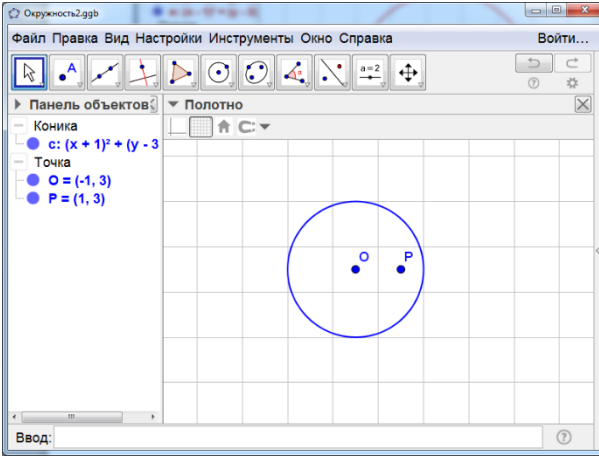 Окружность2.ggb
Файл Правка Вид Настройки Инструменты Окно Справка Войти...
A
a=2
Панель объектов
Полотно
Коника
c: (x + 1)² + (y - 3
Точка
O = (-1, 3)
P = (1, 3)
O P
Ввод: